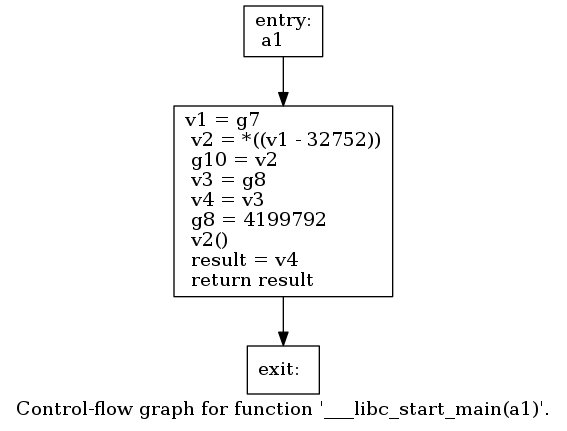 entry:
a1
v1 = g7
v2 = *((v1 - 32752))
g10 = v2
v3 = g8
v4 = v3
g8 = 4199792
v2()
result = v4
return result
exit:
Control-flow graph for function '___libc_start_main(a1)'.